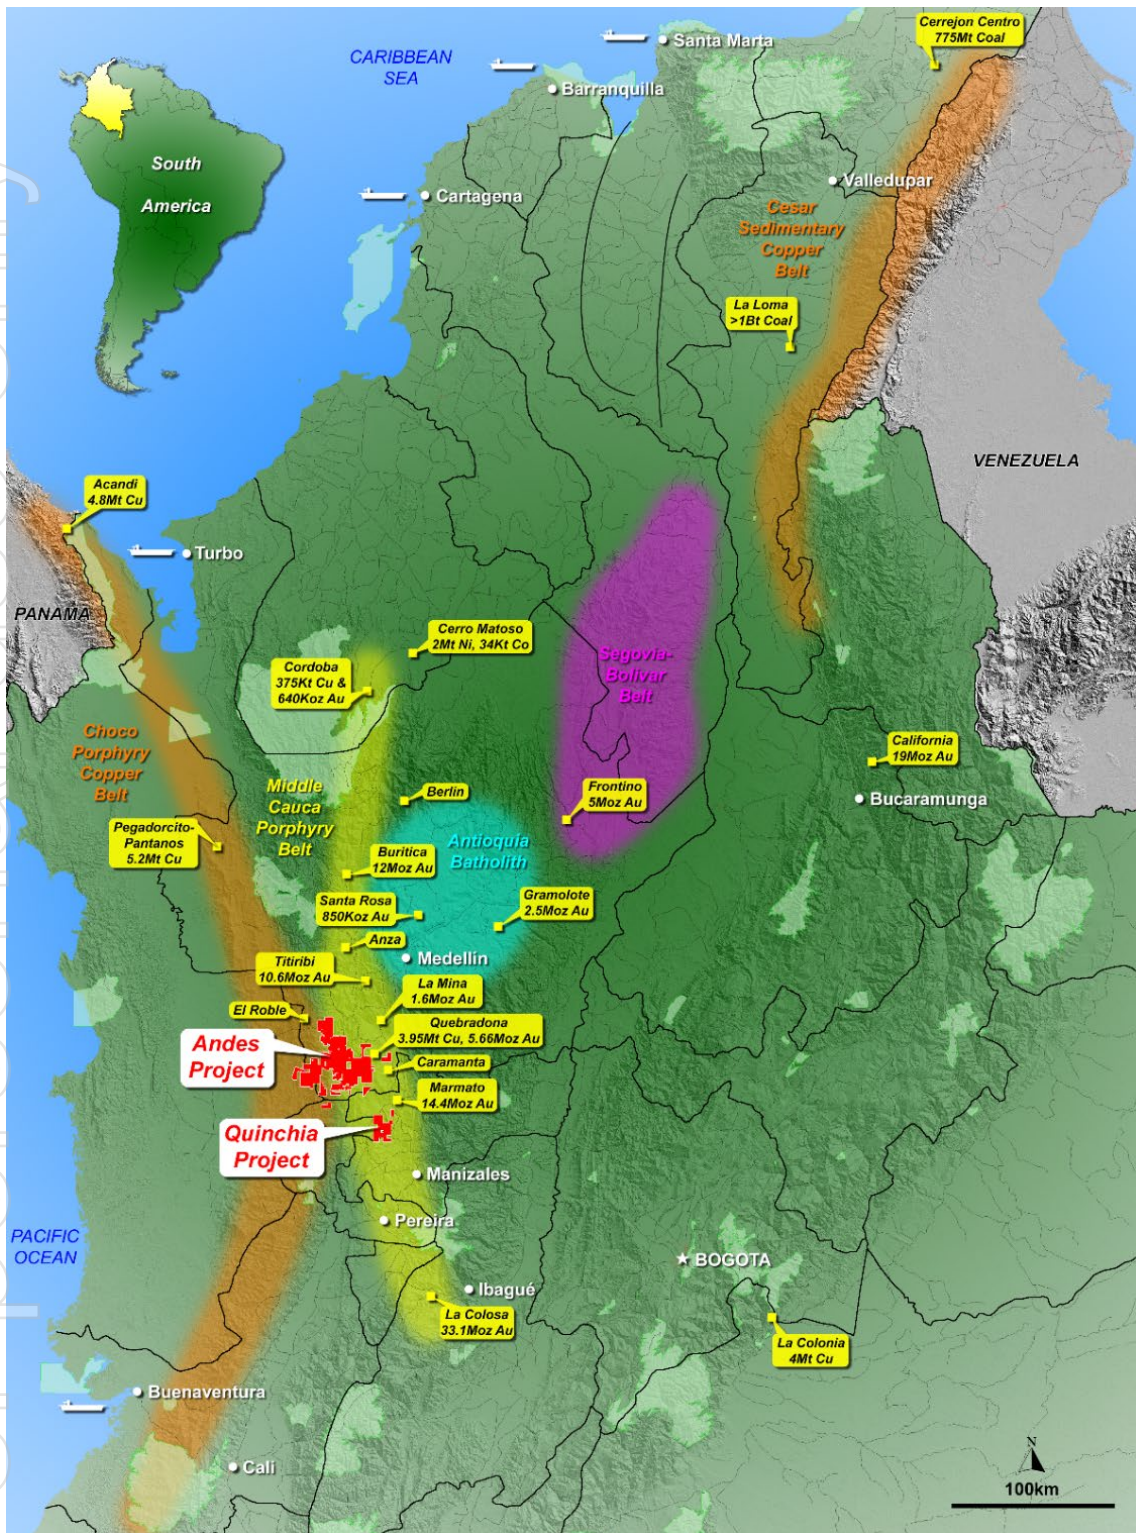 CARIBBEAN
SEA
Santa Marta
Cerrejon Centro
775Mt Coal
Barranquilla
South
America
Cartagena
Valledupar
Cesar
Sedimentary
Copper
Belt
La Loma
>1Bt Coal
VENEZUELA
Acandi
4.8Mt Cu
Turbo
PANAMA
Cerro Matoso
2Mt Ni, 34Kt Co
Cordoba
375Kt Cu &
640Koz Au
Segovia-
Bolivar
Belt
Choco
Porphyry
Copper
Belt
Middle
Cauca
Porphyry
Belt
California
19Moz Au
Berlin
Frontino
5Moz Au
Bucaramunga
Pegadorcito-
Pantanos
5.2Mt Cu
Antioquia
Batholith
Buritica
12Moz Au
Santa Rosa
850Koz Au
Gramolote
2.5Moz Au
Anza
Medellin
Titiribi
10.6Moz Au
La Mina
1.6Moz Au
El Roble
Quebradona
3.95Mt Cu, 5.66Moz Au
Andes
Project
Caramanta
Marmato
14.4Moz Au
Quinchia
Project
Manizales
Pereira
PACIFIC
OCEAN
BOGOTA
Ibagué
La Colosa
33.1Moz Au
La Colonia
4Mt Cu
Buenaventura
Cali
N
100km